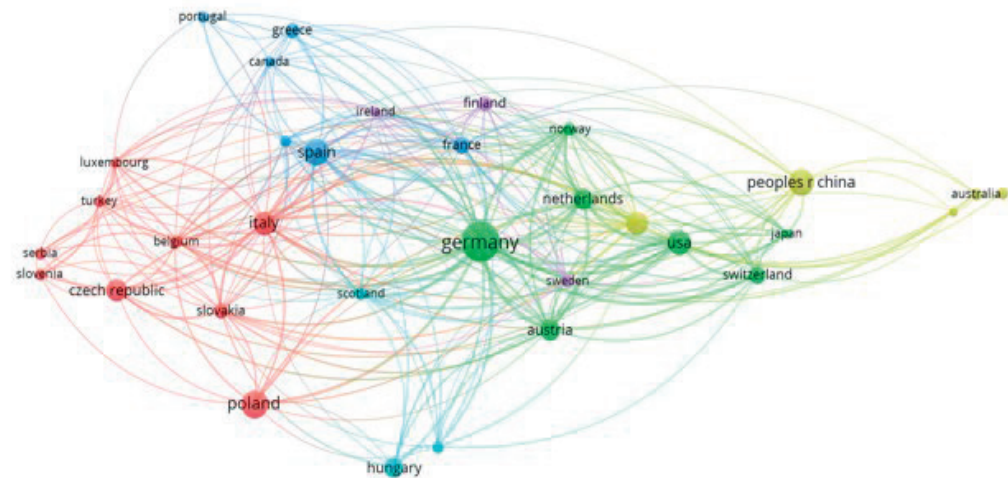 portugal
greece
canada
ireland
finland
norway
spain
france
luxembourg
peoples r china
australia
turkey
netherlands
italy
japan
belgium
germany
usa
serbia
slovenia
switzerland
czech republic
scotland
sweden
slovakia
austria
poland
hungary